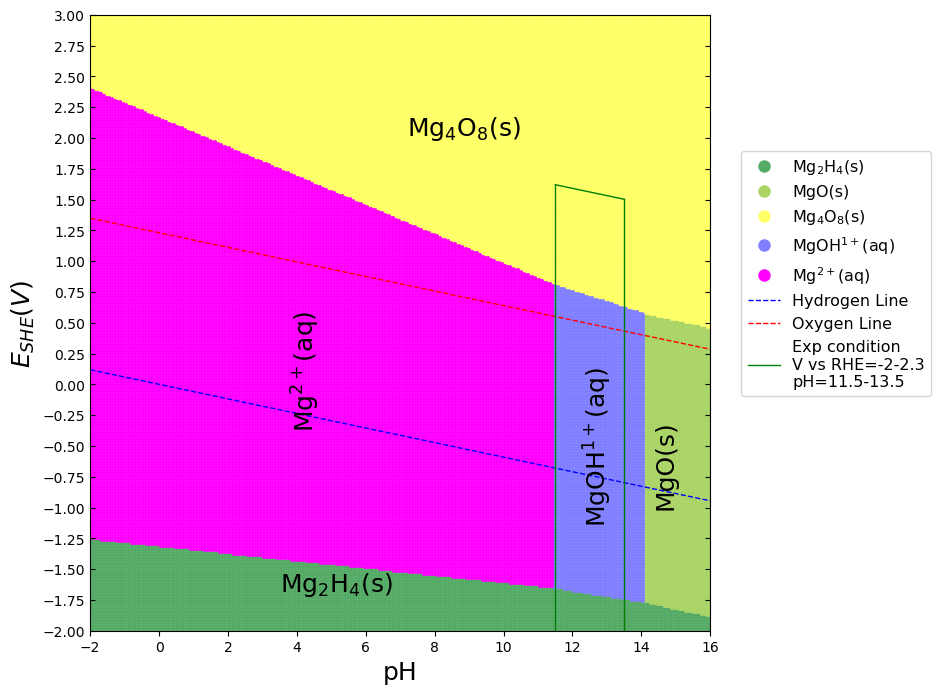 3.00
2.75
2.50
2.25
2.00
1.75
1.50
1.25
1.00
0.75
0.50
0.25
0.00
−0.25
−0.50
−0.75
−1.00
−1.25
−1.50
−1.75
−2.00
E_SHE(V)
Mg₄O₈(s)
Mg²⁺(aq)
MgOH¹⁺(aq)
MgO(s)
Mg₂H₄(s)
−2 0 2 4 6 8 10 12 14 16
pH
Mg₂H₄(s)
MgO(s)
Mg₄O₈(s)
MgOH¹⁺(aq)
Mg²⁺(aq)
Hydrogen Line
Oxygen Line
Exp condition
V vs RHE=-2-2.3
pH=11.5-13.5